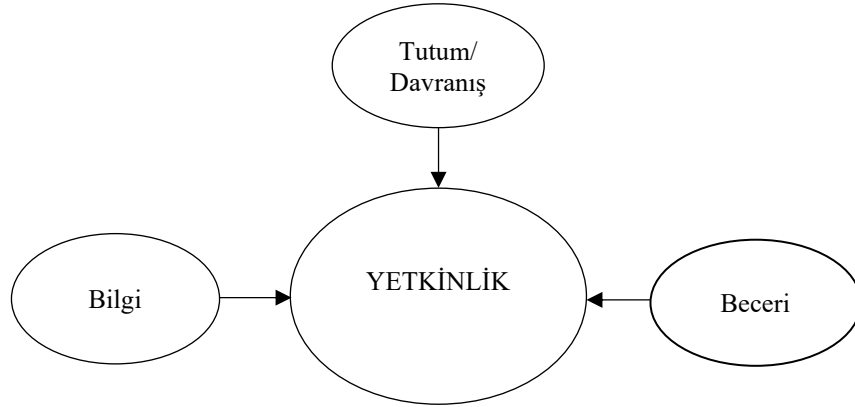 Tutum/
Davranış
YETKİNLİK
Bilgi
Beceri